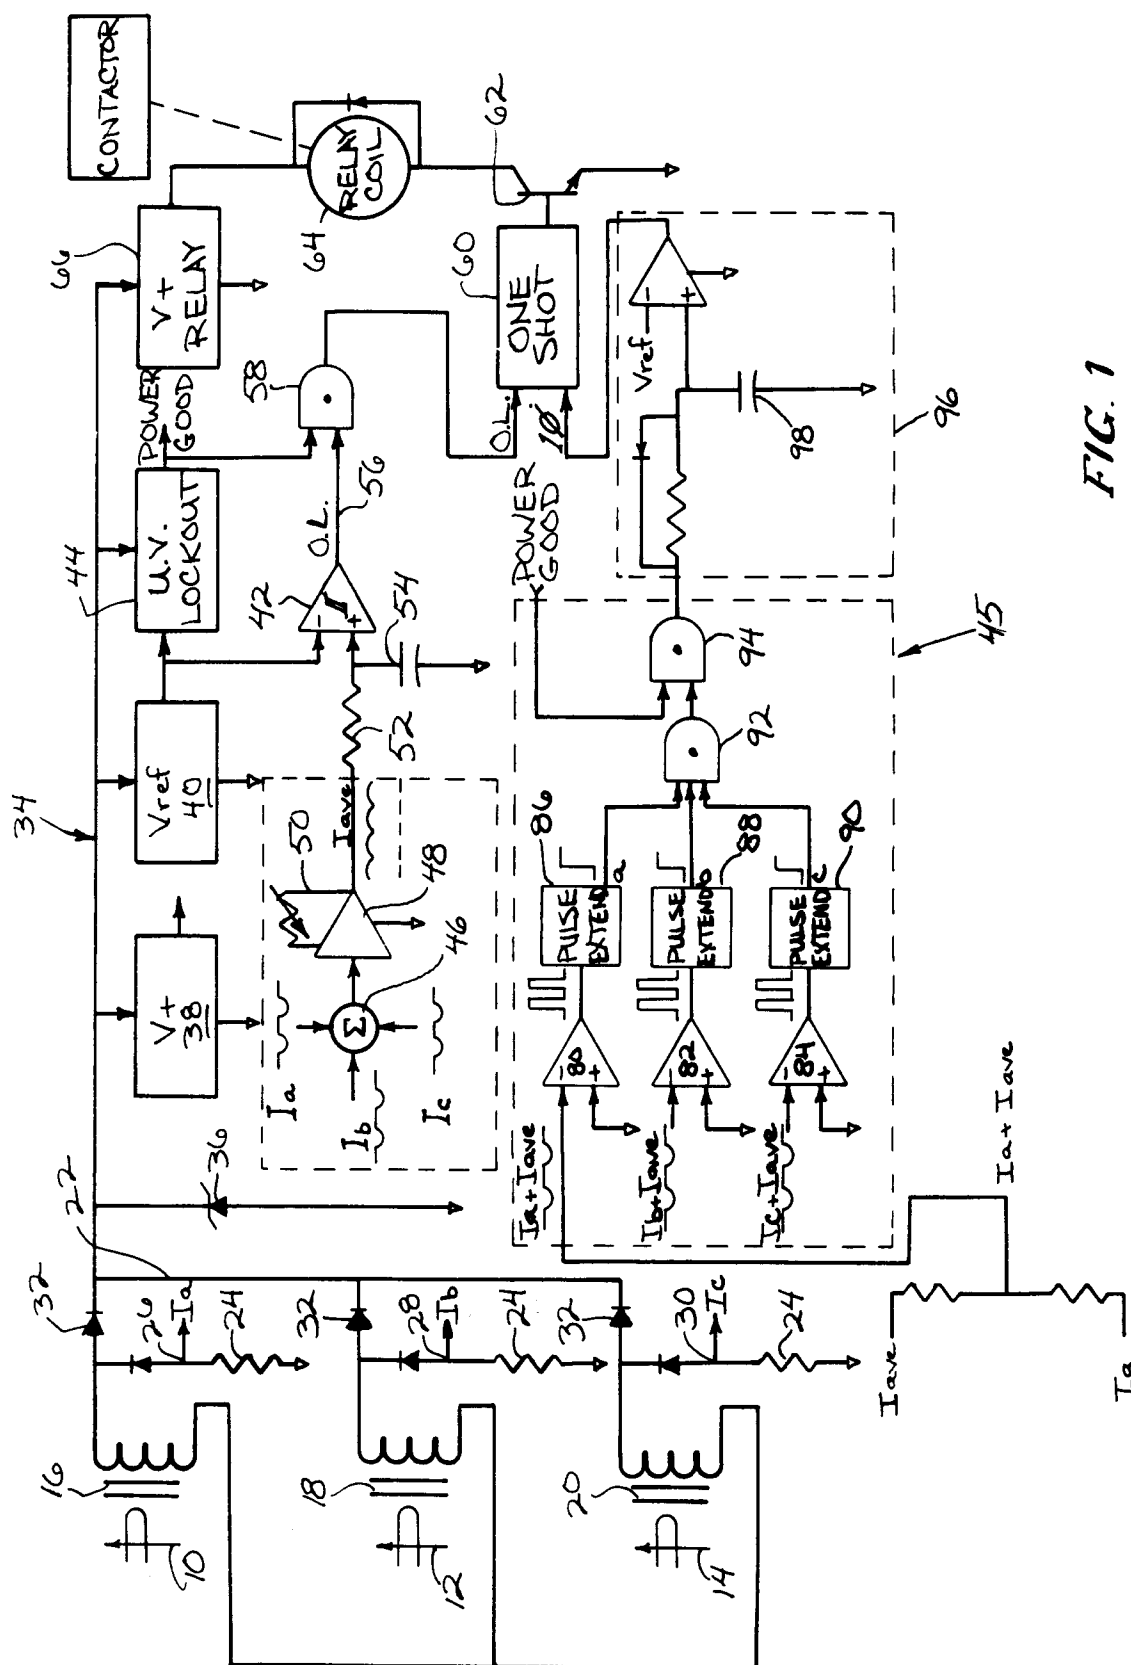 CONTACTOR
66
V+
RELAY
POWER
GOOD
44
U.V.
LOCKOUT
34
Vref
40
V+
38
22
36
32
26
Ia
24
16
10
64
RELAY
COIL
62
58
60
ONE
SHOT
O.L.
1Ø
O.L.
56
42
-
+
54
52
Iave
50
48
46
Σ
Ia
Ib
Ic
32
28
Ib
24
18
12
POWER
GOOD
Vref
-
+
98
96
94
92
45
86
PULSE
EXTEND a
88
PULSE
EXTEND b
90
PULSE
EXTEND c
80
-
+
82
-
+
84
-
+
Ia+Iave
Ib+Iave
Ic+Iave
32
30
Ic
24
20
14
Ia+Iave
Iave
Ia
FIG. 1